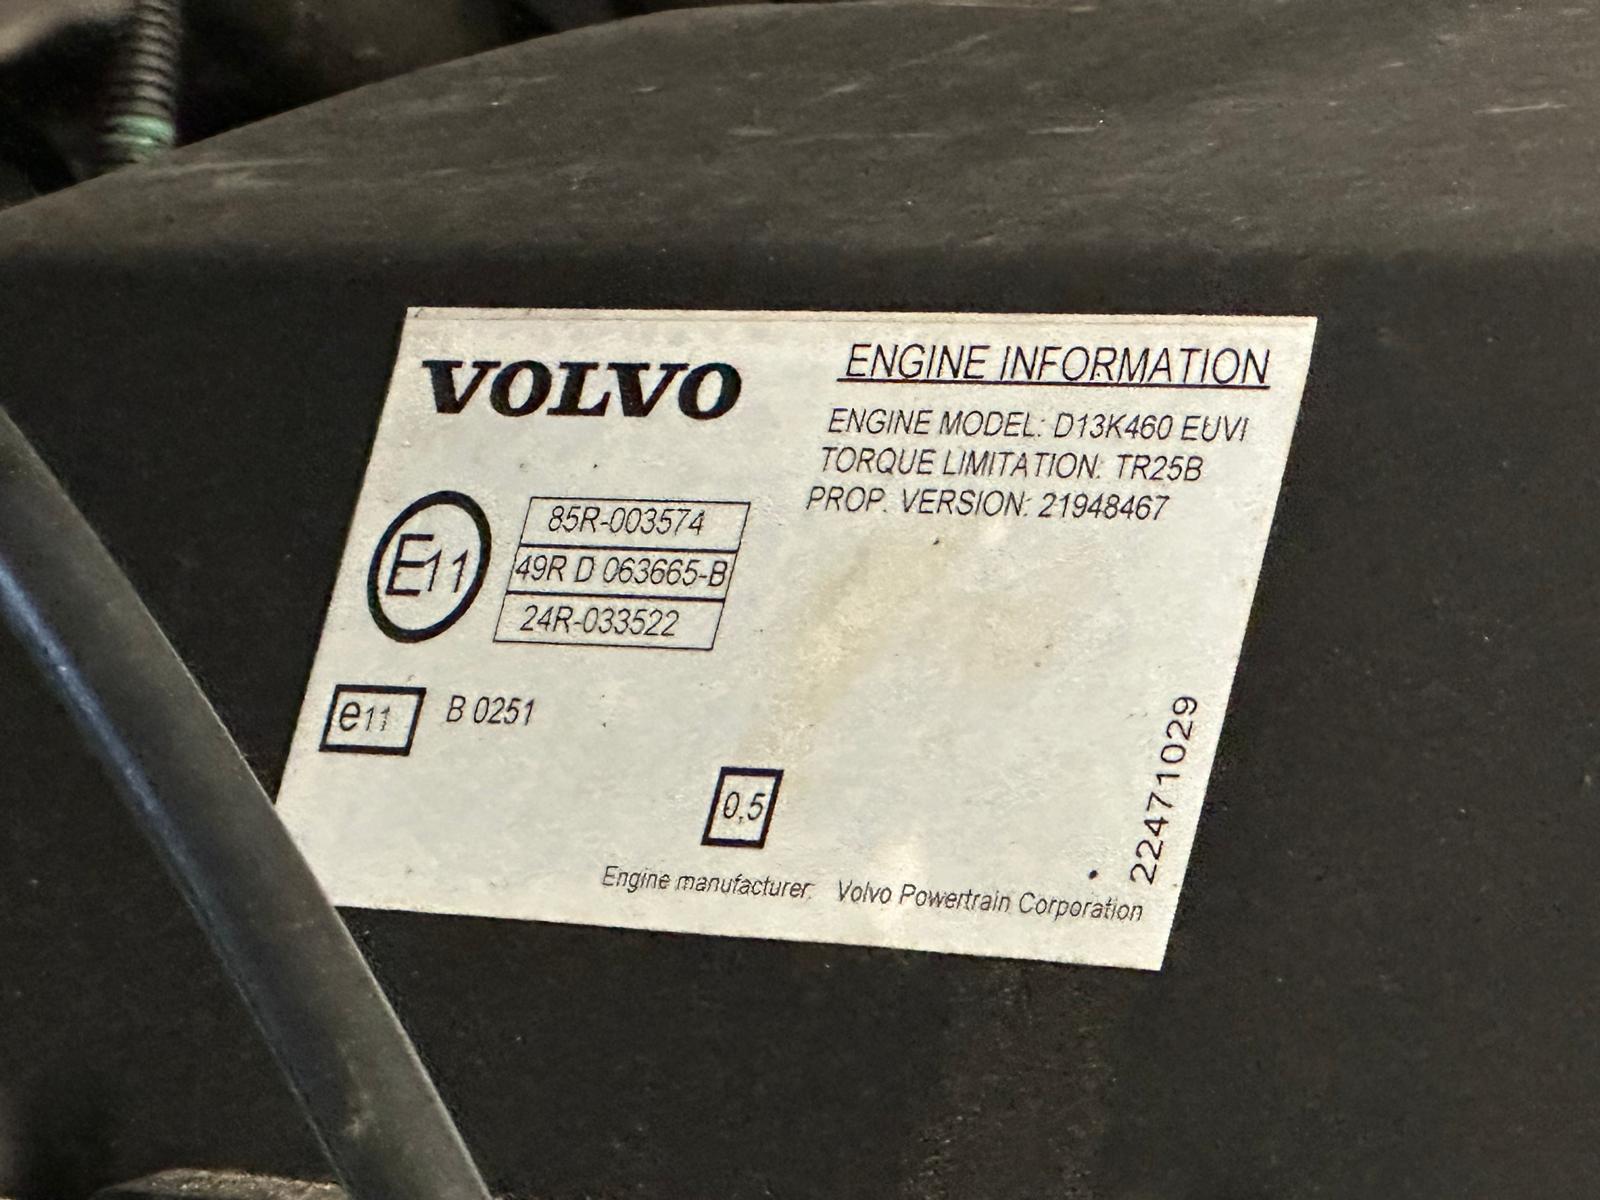 VOLVO
ENGINE INFORMATION
ENGINE MODEL: D13K460 EUVI
TORQUE LIMITATION: TR25B
PROP. VERSION: 21948467
E11
85R-003574
49R D 063665-B
24R-033522
e11 B 0251
0,5
22471029
Engine manufacturer: Volvo Powertrain Corporation